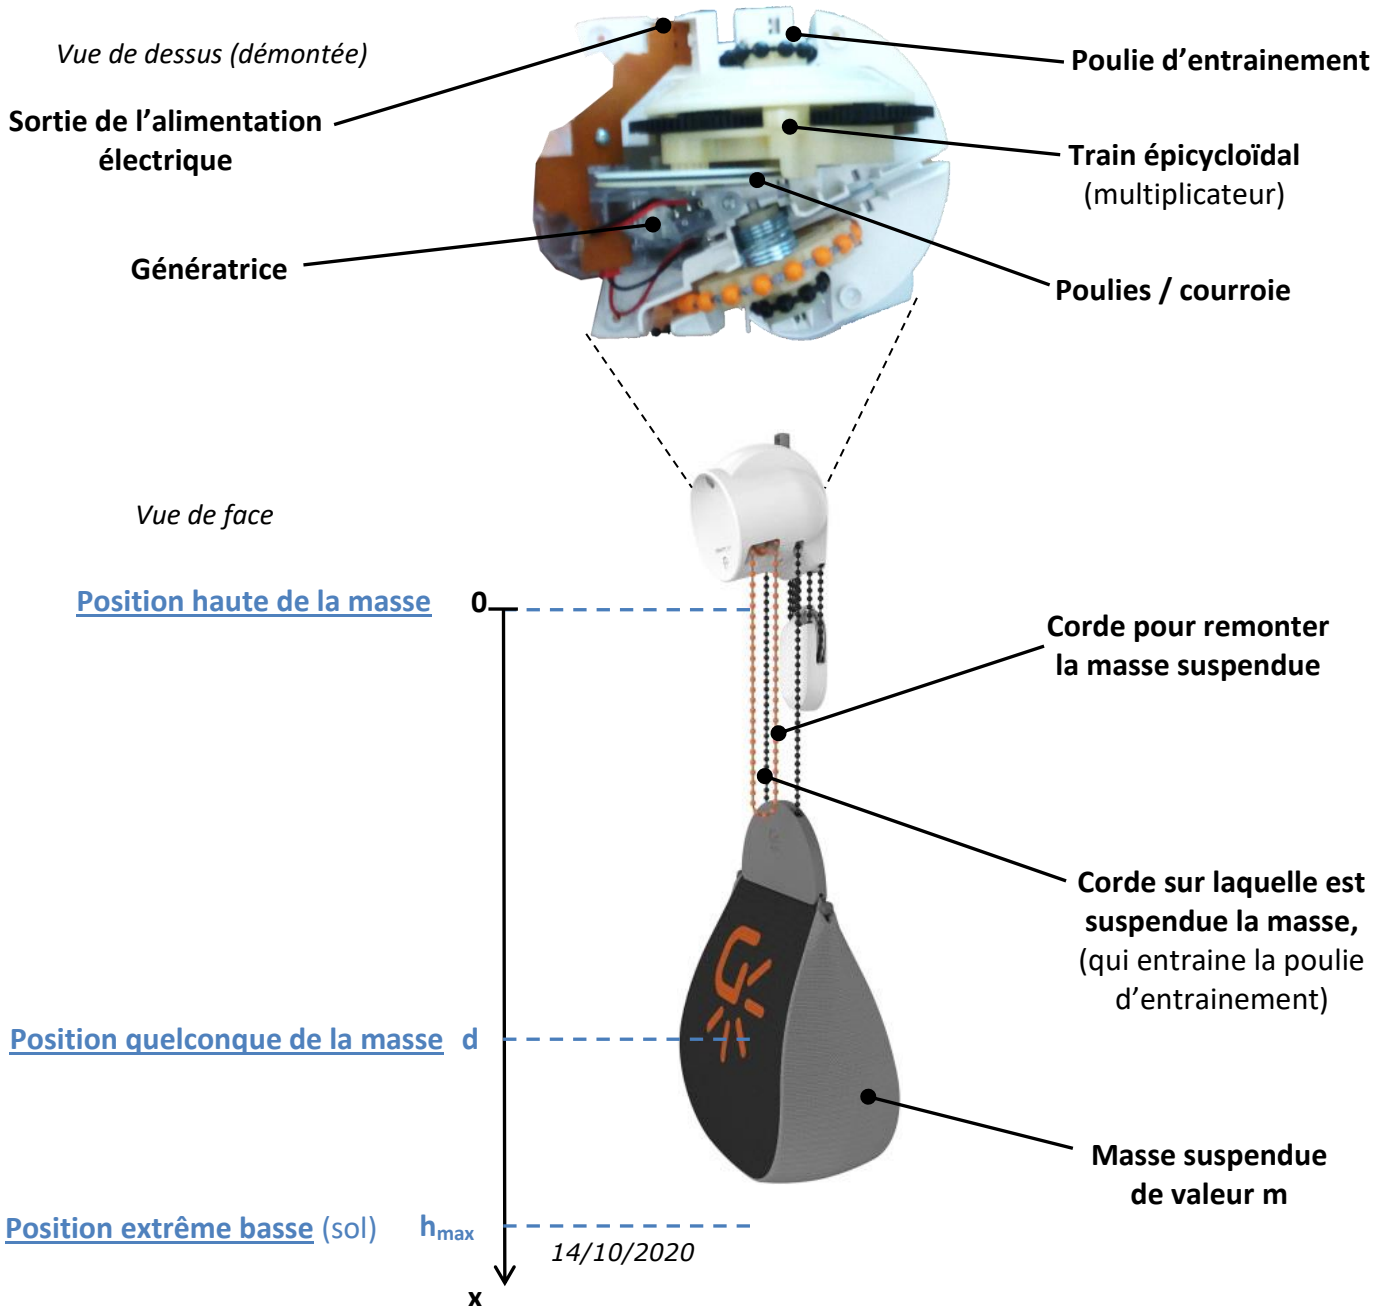 Vue de dessus (démontée)
Sortie de l'alimentation
électrique
Génératrice
Poulie d'entrainement
Train épicycloïdal
(multiplicateur)
Poulies / courroie
Vue de face
Position haute de la masse 0
Corde pour remonter
la masse suspendue
Corde sur laquelle est
suspendue la masse,
(qui entraine la poulie
d'entrainement)
Position quelconque de la masse d
Masse suspendue
de valeur m
Position extrême basse (sol) hmax
14/10/2020
x